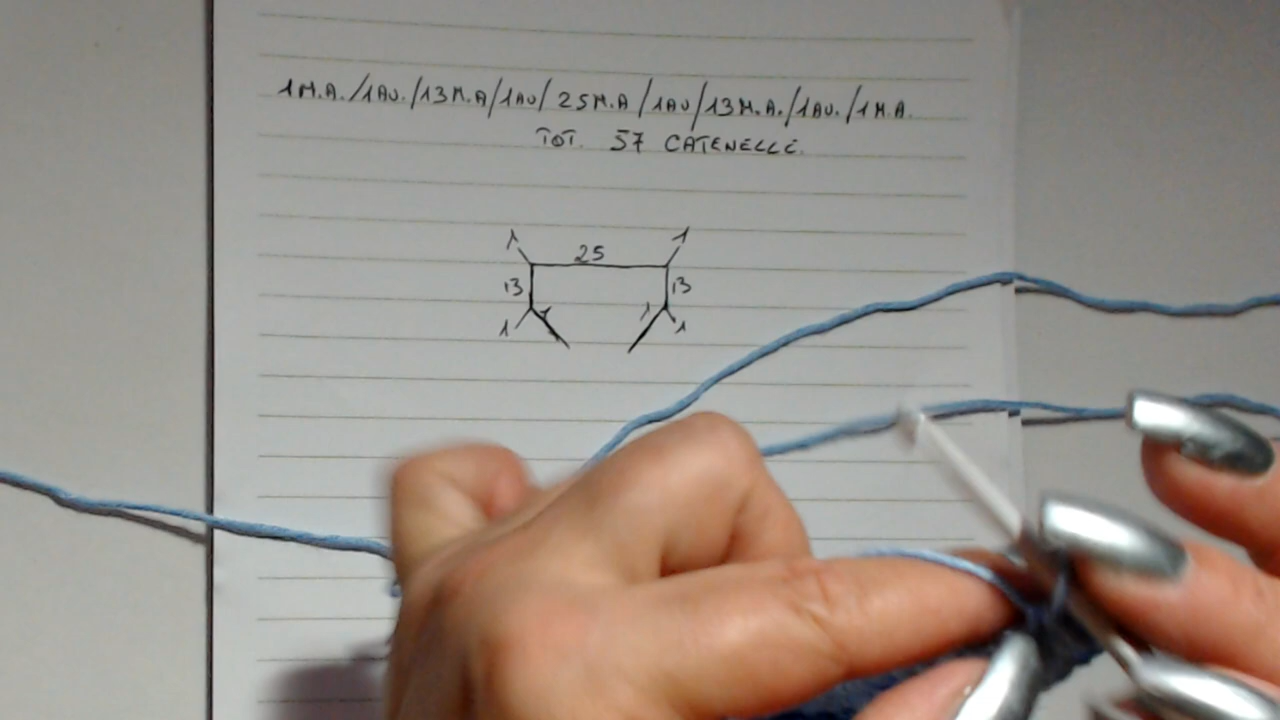 1M.A./1AU./13M.A/1AU/25M.A/1AU/13M.A./1AU./1M.A.
TOT. 57 CATENELLE.
1 1
25
13 13
1 1 1 1